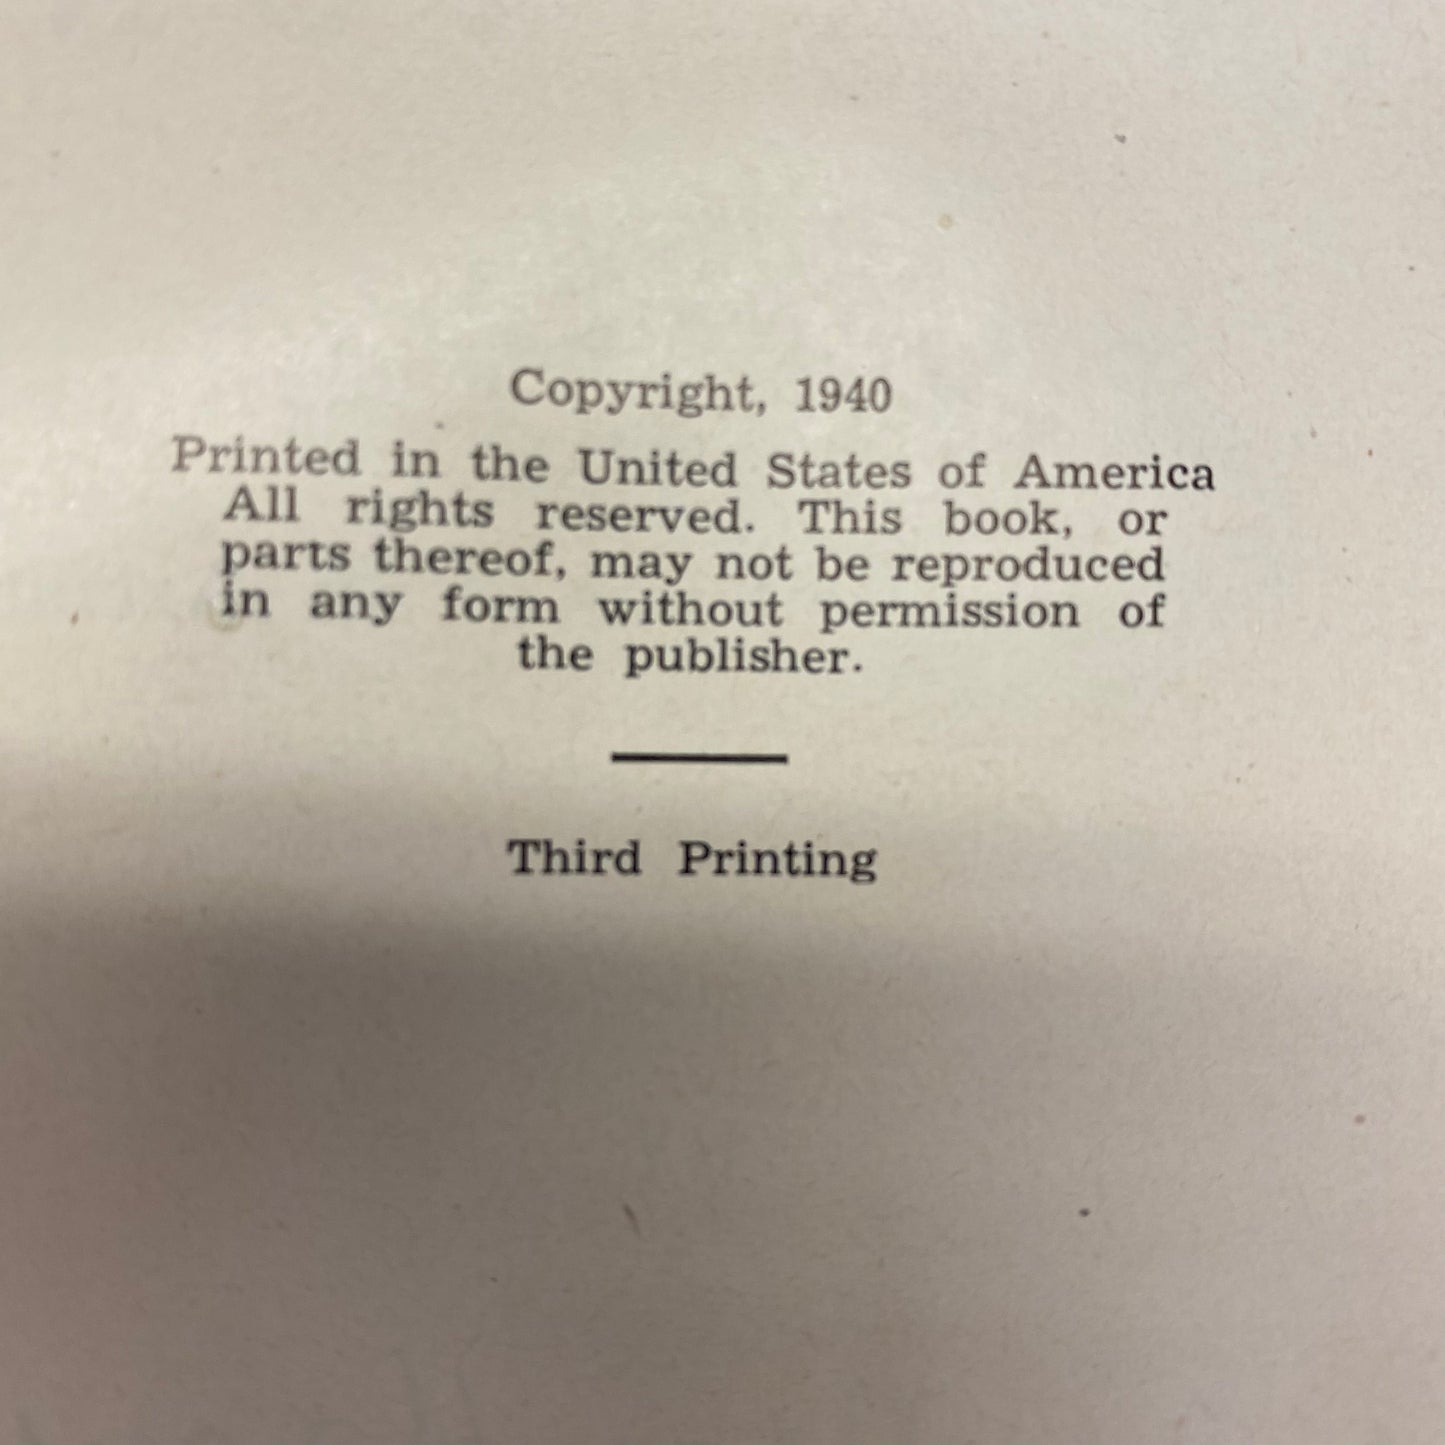 Copyright, 1940
Printed in the United States of America
All rights reserved. This book, or
parts thereof, may not be reproduced
in any form without permission of
the publisher.
Third Printing